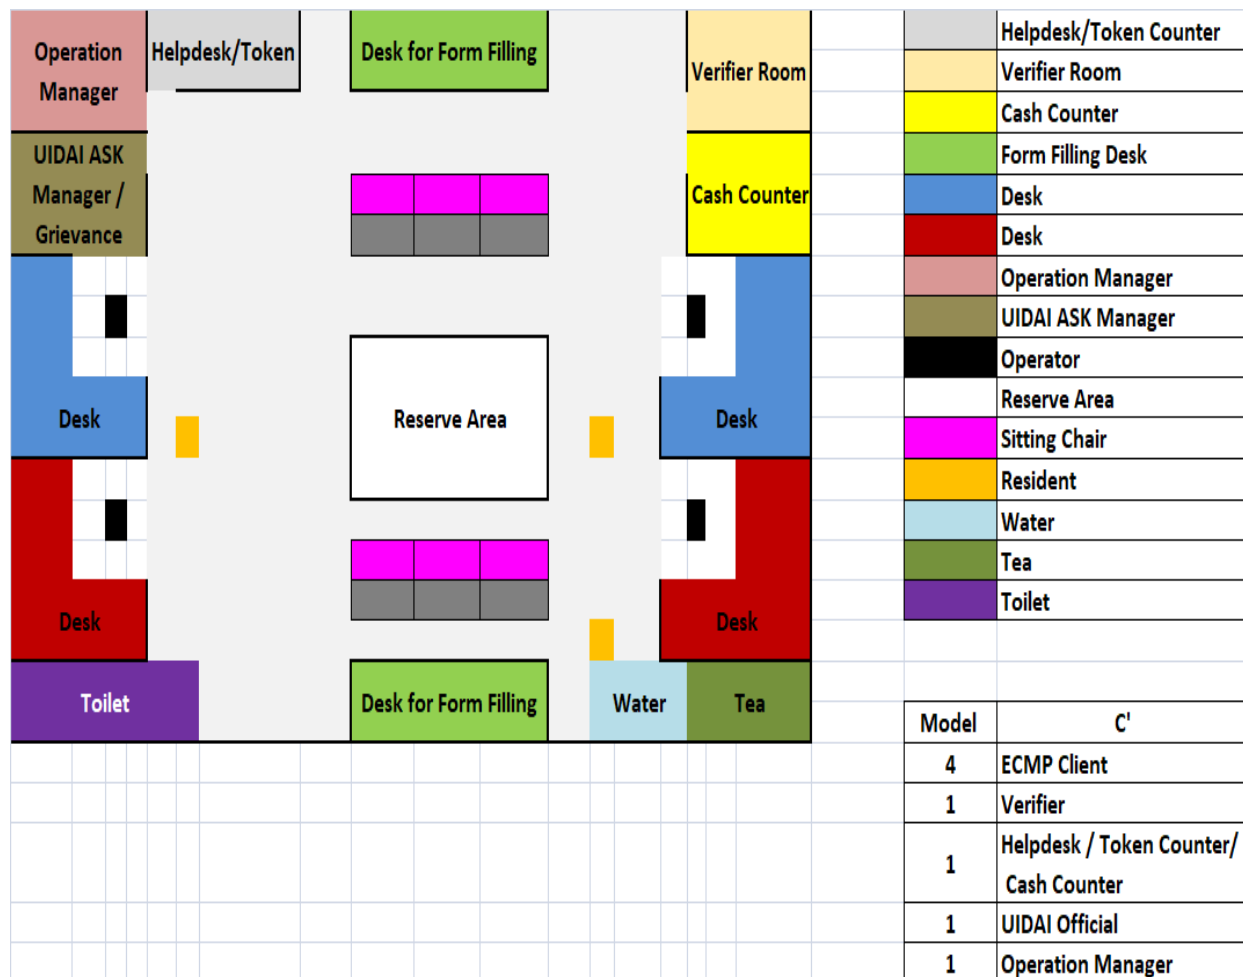 Operation
Manager
Helpdesk/Token
Desk for Form Filling
Verifier Room
UIDAI ASK
Manager /
Grievance
Cash Counter
Desk
Reserve Area
Desk
Desk
Desk
Toilet
Desk for Form Filling
Water
Tea
Helpdesk/Token Counter
Verifier Room
Cash Counter
Form Filling Desk
Desk
Desk
Operation Manager
UIDAI ASK Manager
Operator
Reserve Area
Sitting Chair
Resident
Water
Tea
Toilet
Model C'
4 ECMP Client
1 Verifier
1 Helpdesk / Token Counter/
Cash Counter
1 UIDAI Official
1 Operation Manager